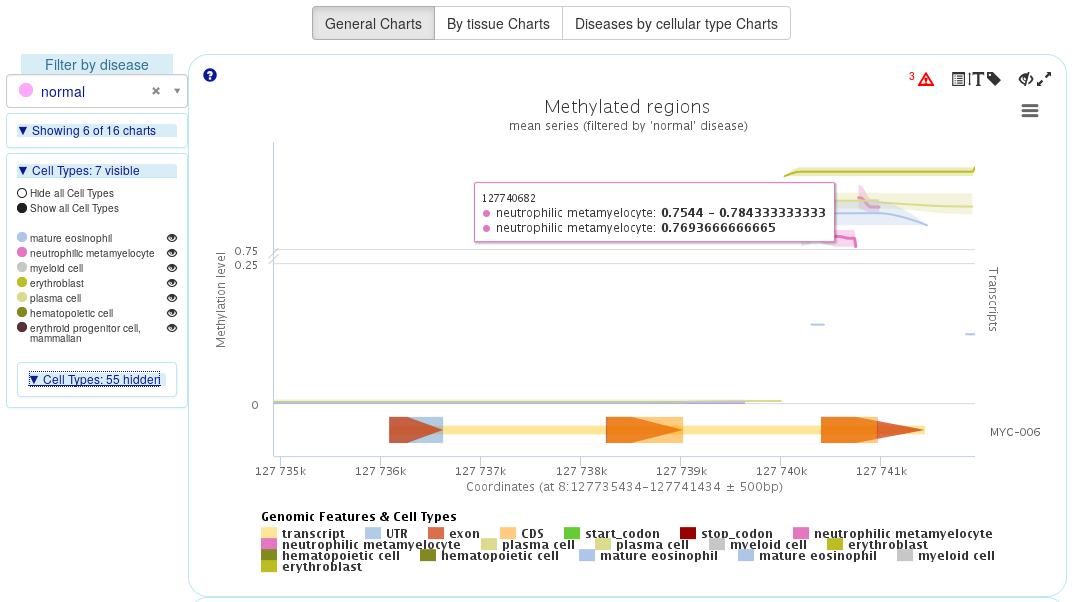 General Charts
By tissue Charts
Diseases by cellular type Charts
Filter by disease
normal
▼ Showing 6 of 16 charts
▼ Cell Types: 7 visible
Hide all Cell Types
Show all Cell Types
mature eosinophil
neutrophilic metamyelocyte
myeloid cell
erythroblast
plasma cell
hematopoietic cell
erythroid progenitor cell,
mammalian
▼ Cell Types: 55 hidden
3
Methylated regions
mean series (filtered by 'normal' disease)
127740682
neutrophilic metamyelocyte: 0.7544 - 0.784333333333
neutrophilic metamyelocyte: 0.7693666666665
0.75
0.25
0
Methylation level
Transcripts
MYC-006
127 735k
127 736k
127 737k
127 738k
127 739k
127 740k
127 741k
Coordinates (at 8:127735434-127741434 ± 500bp)
Genomic Features & Cell Types
transcript UTR exon CDS start_codon stop_codon neutrophilic metamyelocyte
neutrophilic metamyelocyte plasma cell plasma cell myeloid cell erythroblast
hematopoietic cell hematopoietic cell mature eosinophil mature eosinophil myeloid cell
erythroblast